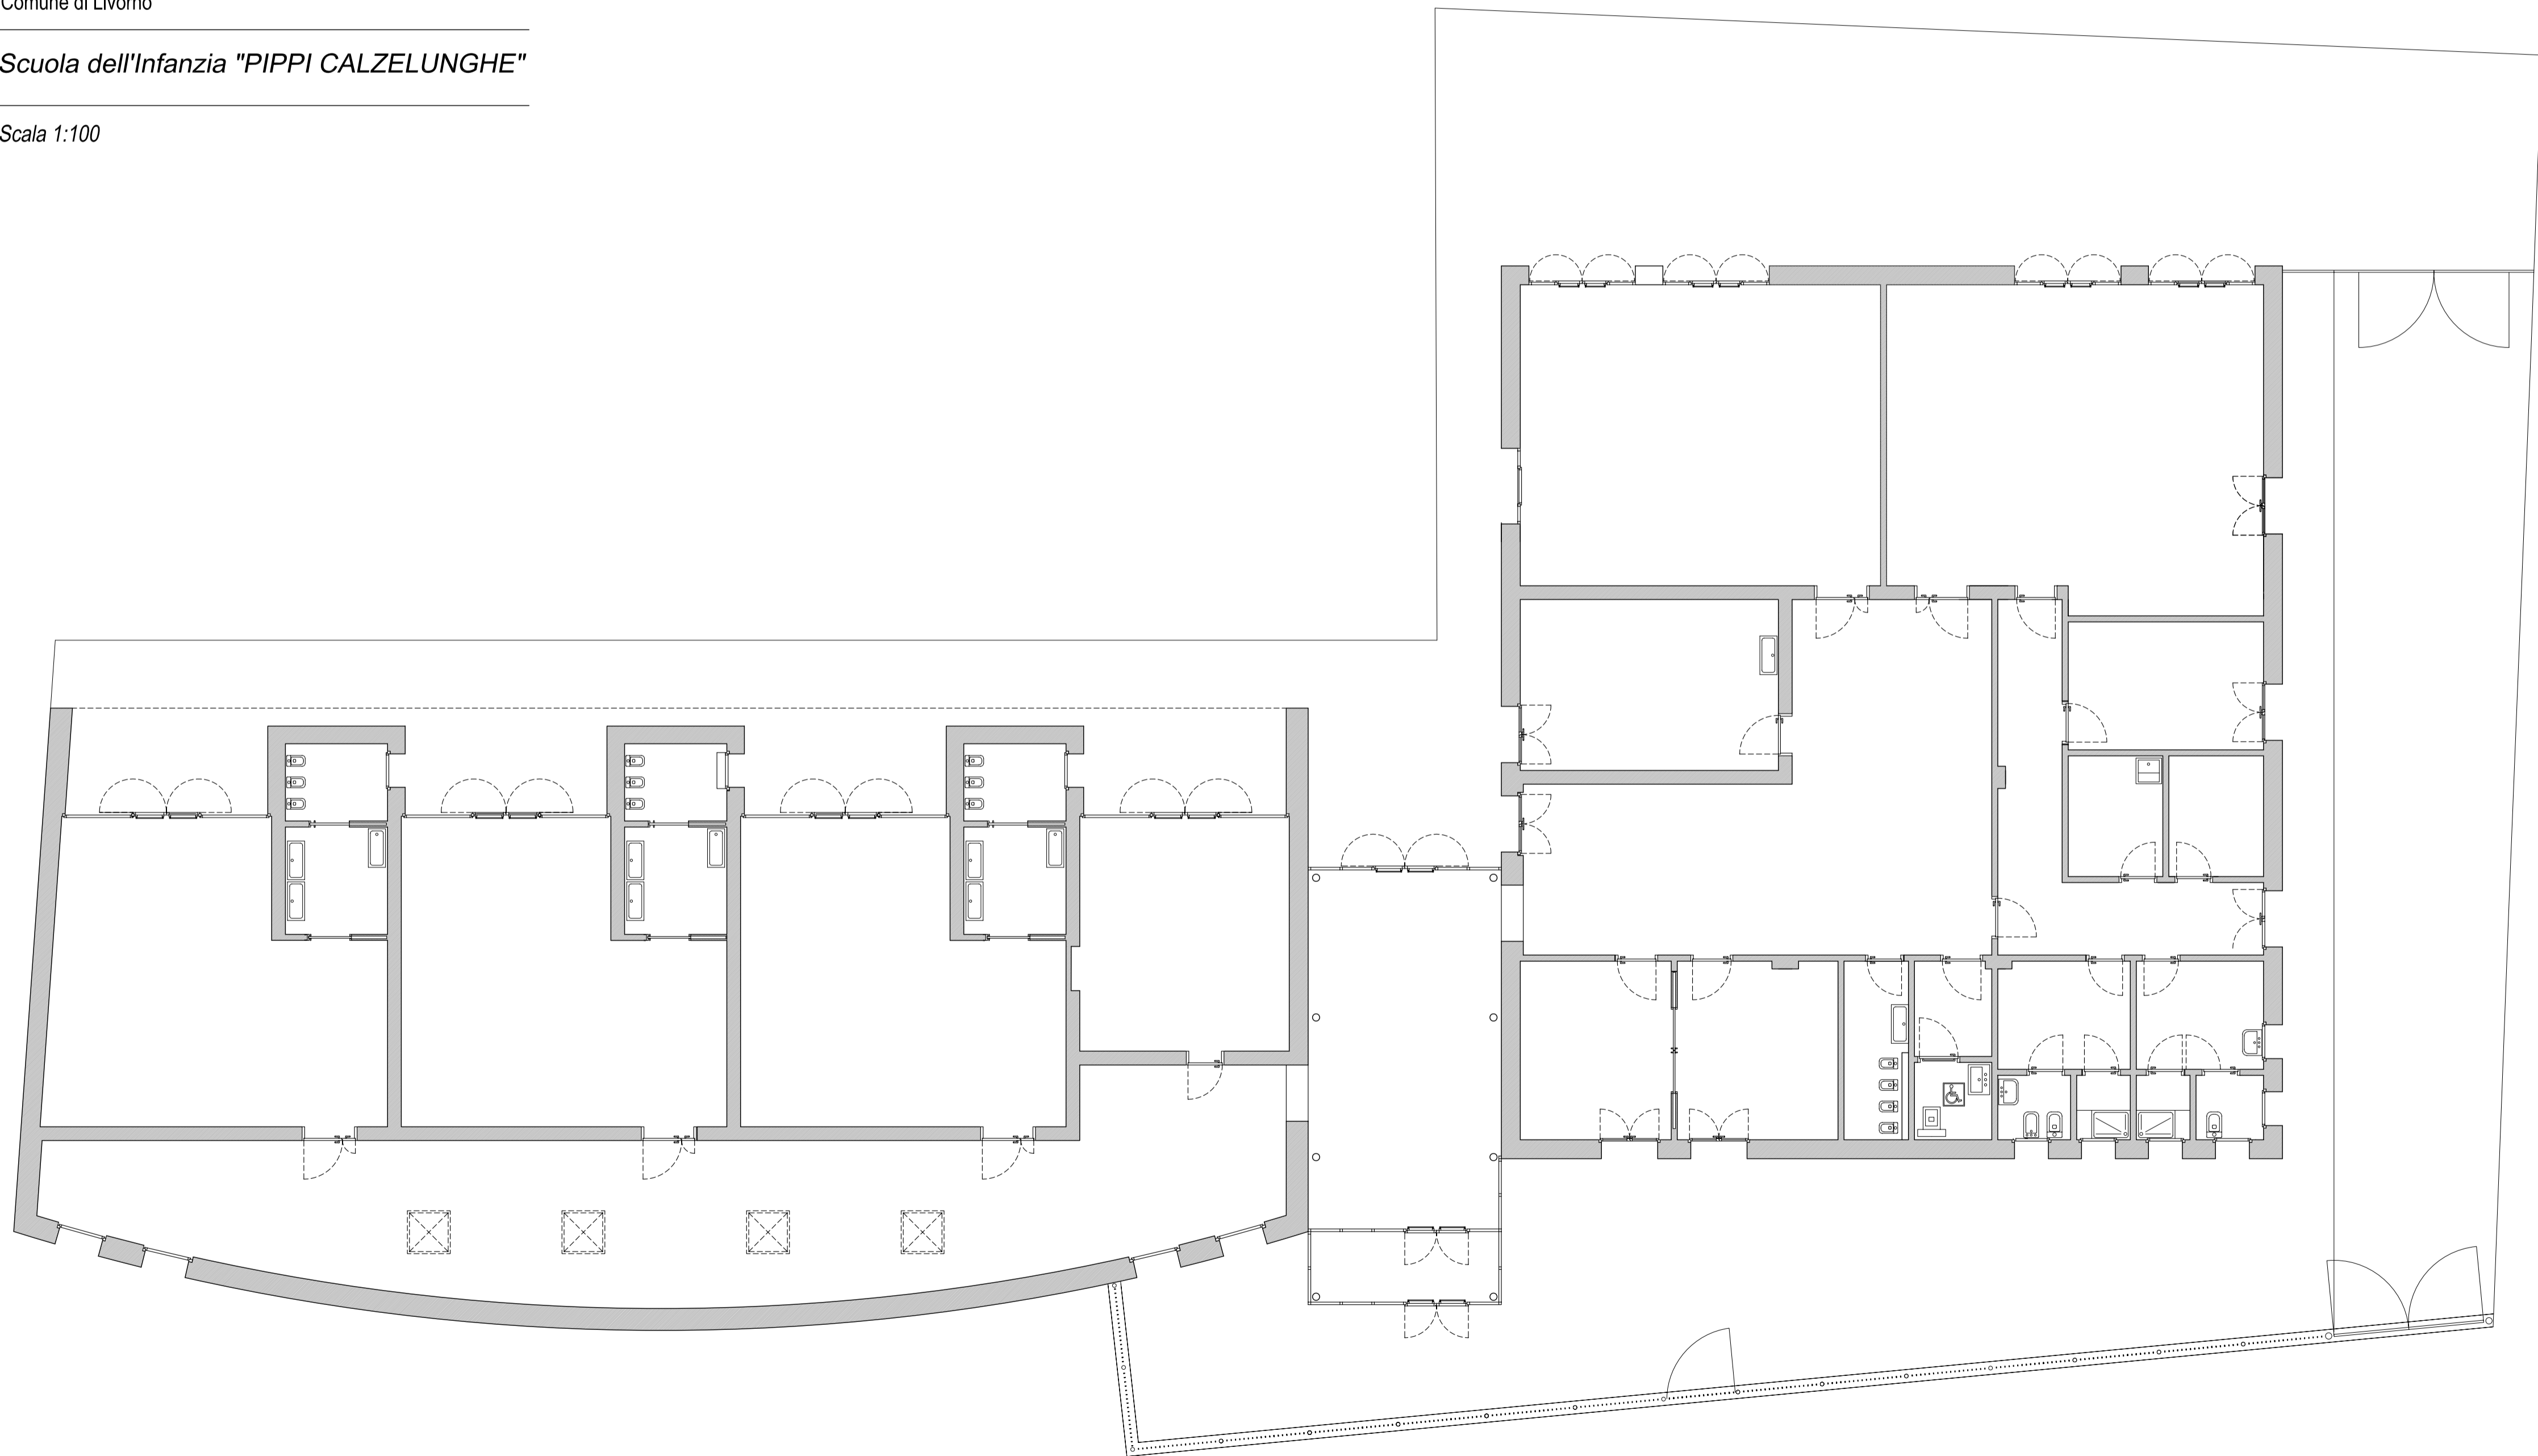 Comune di Livorno
Scuola dell'Infanzia "PIPPI CALZELUNGHE"
Scala 1:100